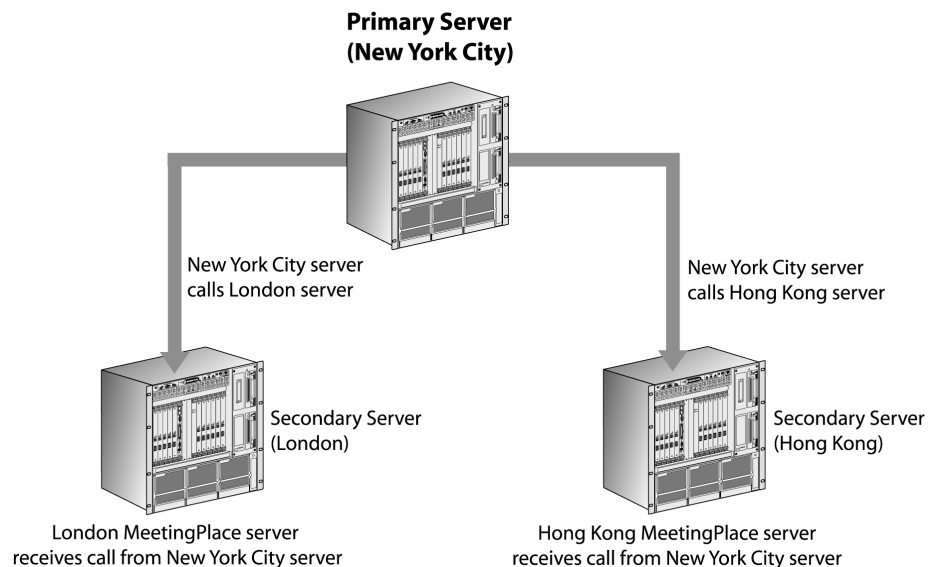 Primary Server
(New York City)
New York City server
calls London server
New York City server
calls Hong Kong server
Secondary Server
(London)
Secondary Server
(Hong Kong)
London MeetingPlace server
receives call from New York City server
Hong Kong MeetingPlace server
receives call from New York City server